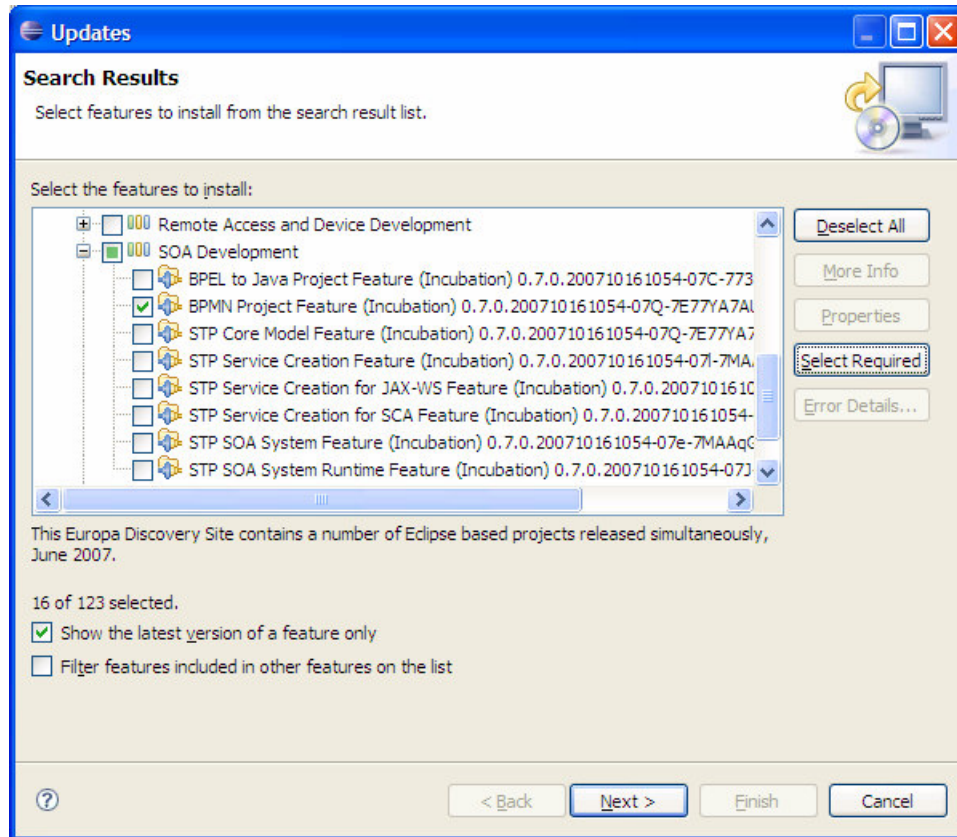 Updates
Search Results
Select features to install from the search result list.
Select the features to install:
Remote Access and Device Development
SOA Development
BPEL to Java Project Feature (Incubation) 0.7.0.200710161054-07C-773
BPMN Project Feature (Incubation) 0.7.0.200710161054-07Q-7E77YA7AU
STP Core Model Feature (Incubation) 0.7.0.200710161054-07Q-7E77YA7
STP Service Creation Feature (Incubation) 0.7.0.200710161054-07l-7MA
STP Service Creation for JAX-WS Feature (Incubation) 0.7.0.2007101610
STP Service Creation for SCA Feature (Incubation) 0.7.0.200710161054-
STP SOA System Feature (Incubation) 0.7.0.200710161054-07e-7MAAqG
STP SOA System Runtime Feature (Incubation) 0.7.0.200710161054-07J-
Deselect All
More Info
Properties
Select Required
Error Details...
This Europa Discovery Site contains a number of Eclipse based projects released simultaneously,
June 2007.
16 of 123 selected.
Show the latest version of a feature only
Filter features included in other features on the list
< Back
Next >
Finish
Cancel